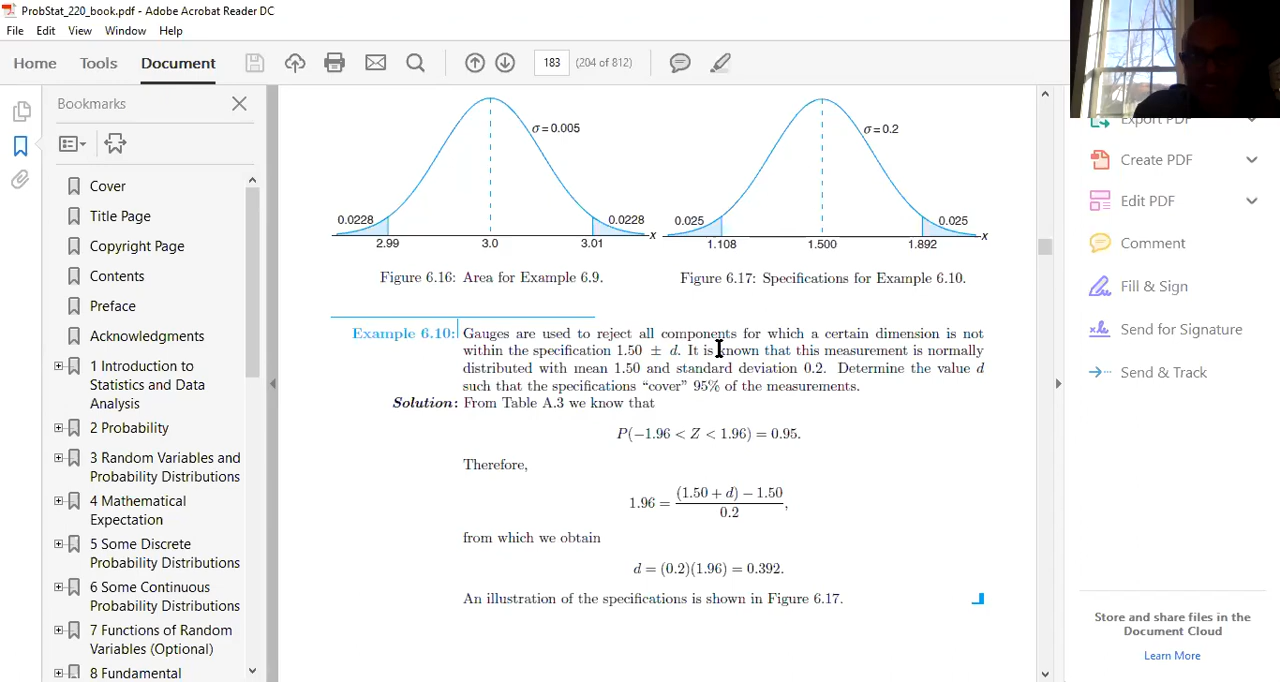 ProbStat_220_book.pdf - Adobe Acrobat Reader DC
File Edit View Window Help
Home Tools Document 183 (204 of 812)
Bookmarks
Cover
Title Page
Copyright Page
Contents
Preface
Acknowledgments
1 Introduction to
Statistics and Data
Analysis
2 Probability
3 Random Variables and
Probability Distributions
4 Mathematical
Expectation
5 Some Discrete
Probability Distributions
6 Some Continuous
Probability Distributions
7 Functions of Random
Variables (Optional)
8 Fundamental
σ = 0.005
0.0228 0.0228
2.99 3.0 3.01 x
Figure 6.16: Area for Example 6.9.
σ = 0.2
0.025 0.025
1.108 1.500 1.892 x
Figure 6.17: Specifications for Example 6.10.
Example 6.10: Gauges are used to reject all components for which a certain dimension is not
within the specification 1.50 ± d. It is known that this measurement is normally
distributed with mean 1.50 and standard deviation 0.2. Determine the value d
such that the specifications “cover” 95% of the measurements.
Solution: From Table A.3 we know that
P(−1.96 < Z < 1.96) = 0.95.
Therefore,
1.96 = (1.50 + d) − 1.50
0.2 ,
from which we obtain
d = (0.2)(1.96) = 0.392.
An illustration of the specifications is shown in Figure 6.17.
Export PDF
Create PDF
Edit PDF
Comment
Fill & Sign
Send for Signature
Send & Track
Store and share files in the
Document Cloud
Learn More